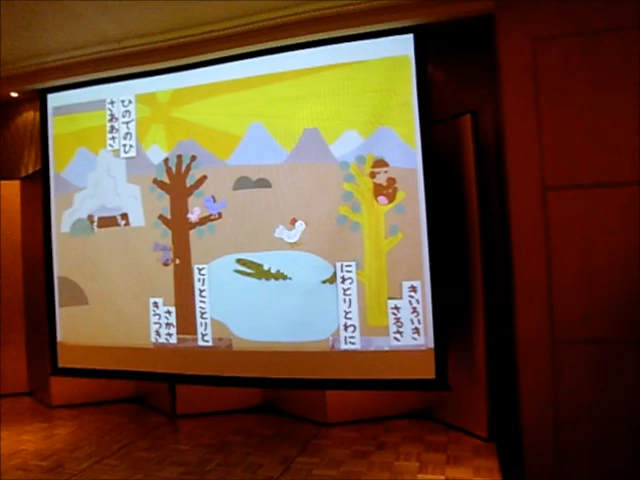 ひのでのひ
さああさ
きいろいき
さるさ
にわとりとわに
とりとことりと
さかさ
きつつき